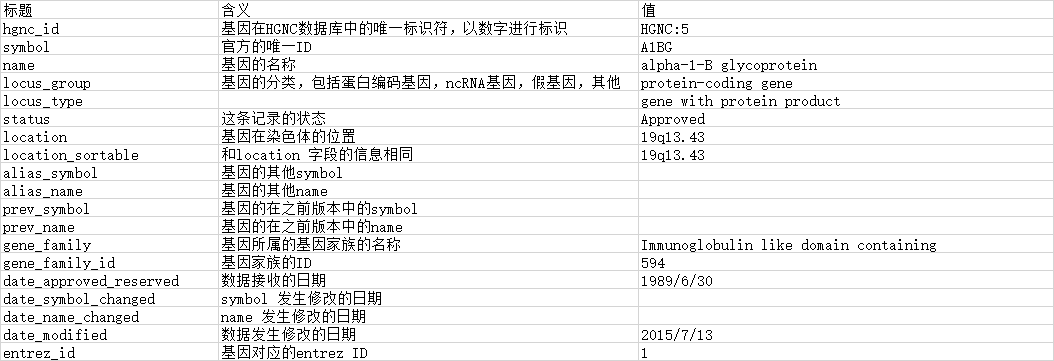 标题 含义 值
hgnc_id 基因在HGNC数据库中的唯一标识符，以数字进行标识 HGNC:5
symbol 官方的唯一ID A1BG
name 基因的名称 alpha-1-B glycoprotein
locus_group 基因的分类，包括蛋白编码基因，ncRNA基因，假基因，其他 protein-coding gene
locus_type gene with protein product
status 这条记录的状态 Approved
location 基因在染色体的位置 19q13.43
location_sortable 和location 字段的信息相同 19q13.43
alias_symbol 基因的其他symbol
alias_name 基因的其他name
prev_symbol 基因的在之前版本中的symbol
prev_name 基因的在之前版本中的name
gene_family 基因所属的基因家族的名称 Immunoglobulin like domain containing
gene_family_id 基因家族的ID 594
date_approved_reserved 数据接收的日期 1989/6/30
date_symbol_changed symbol 发生修改的日期
date_name_changed name 发生修改的日期
date_modified 数据发生修改的日期 2015/7/13
entrez_id 基因对应的entrez ID 1